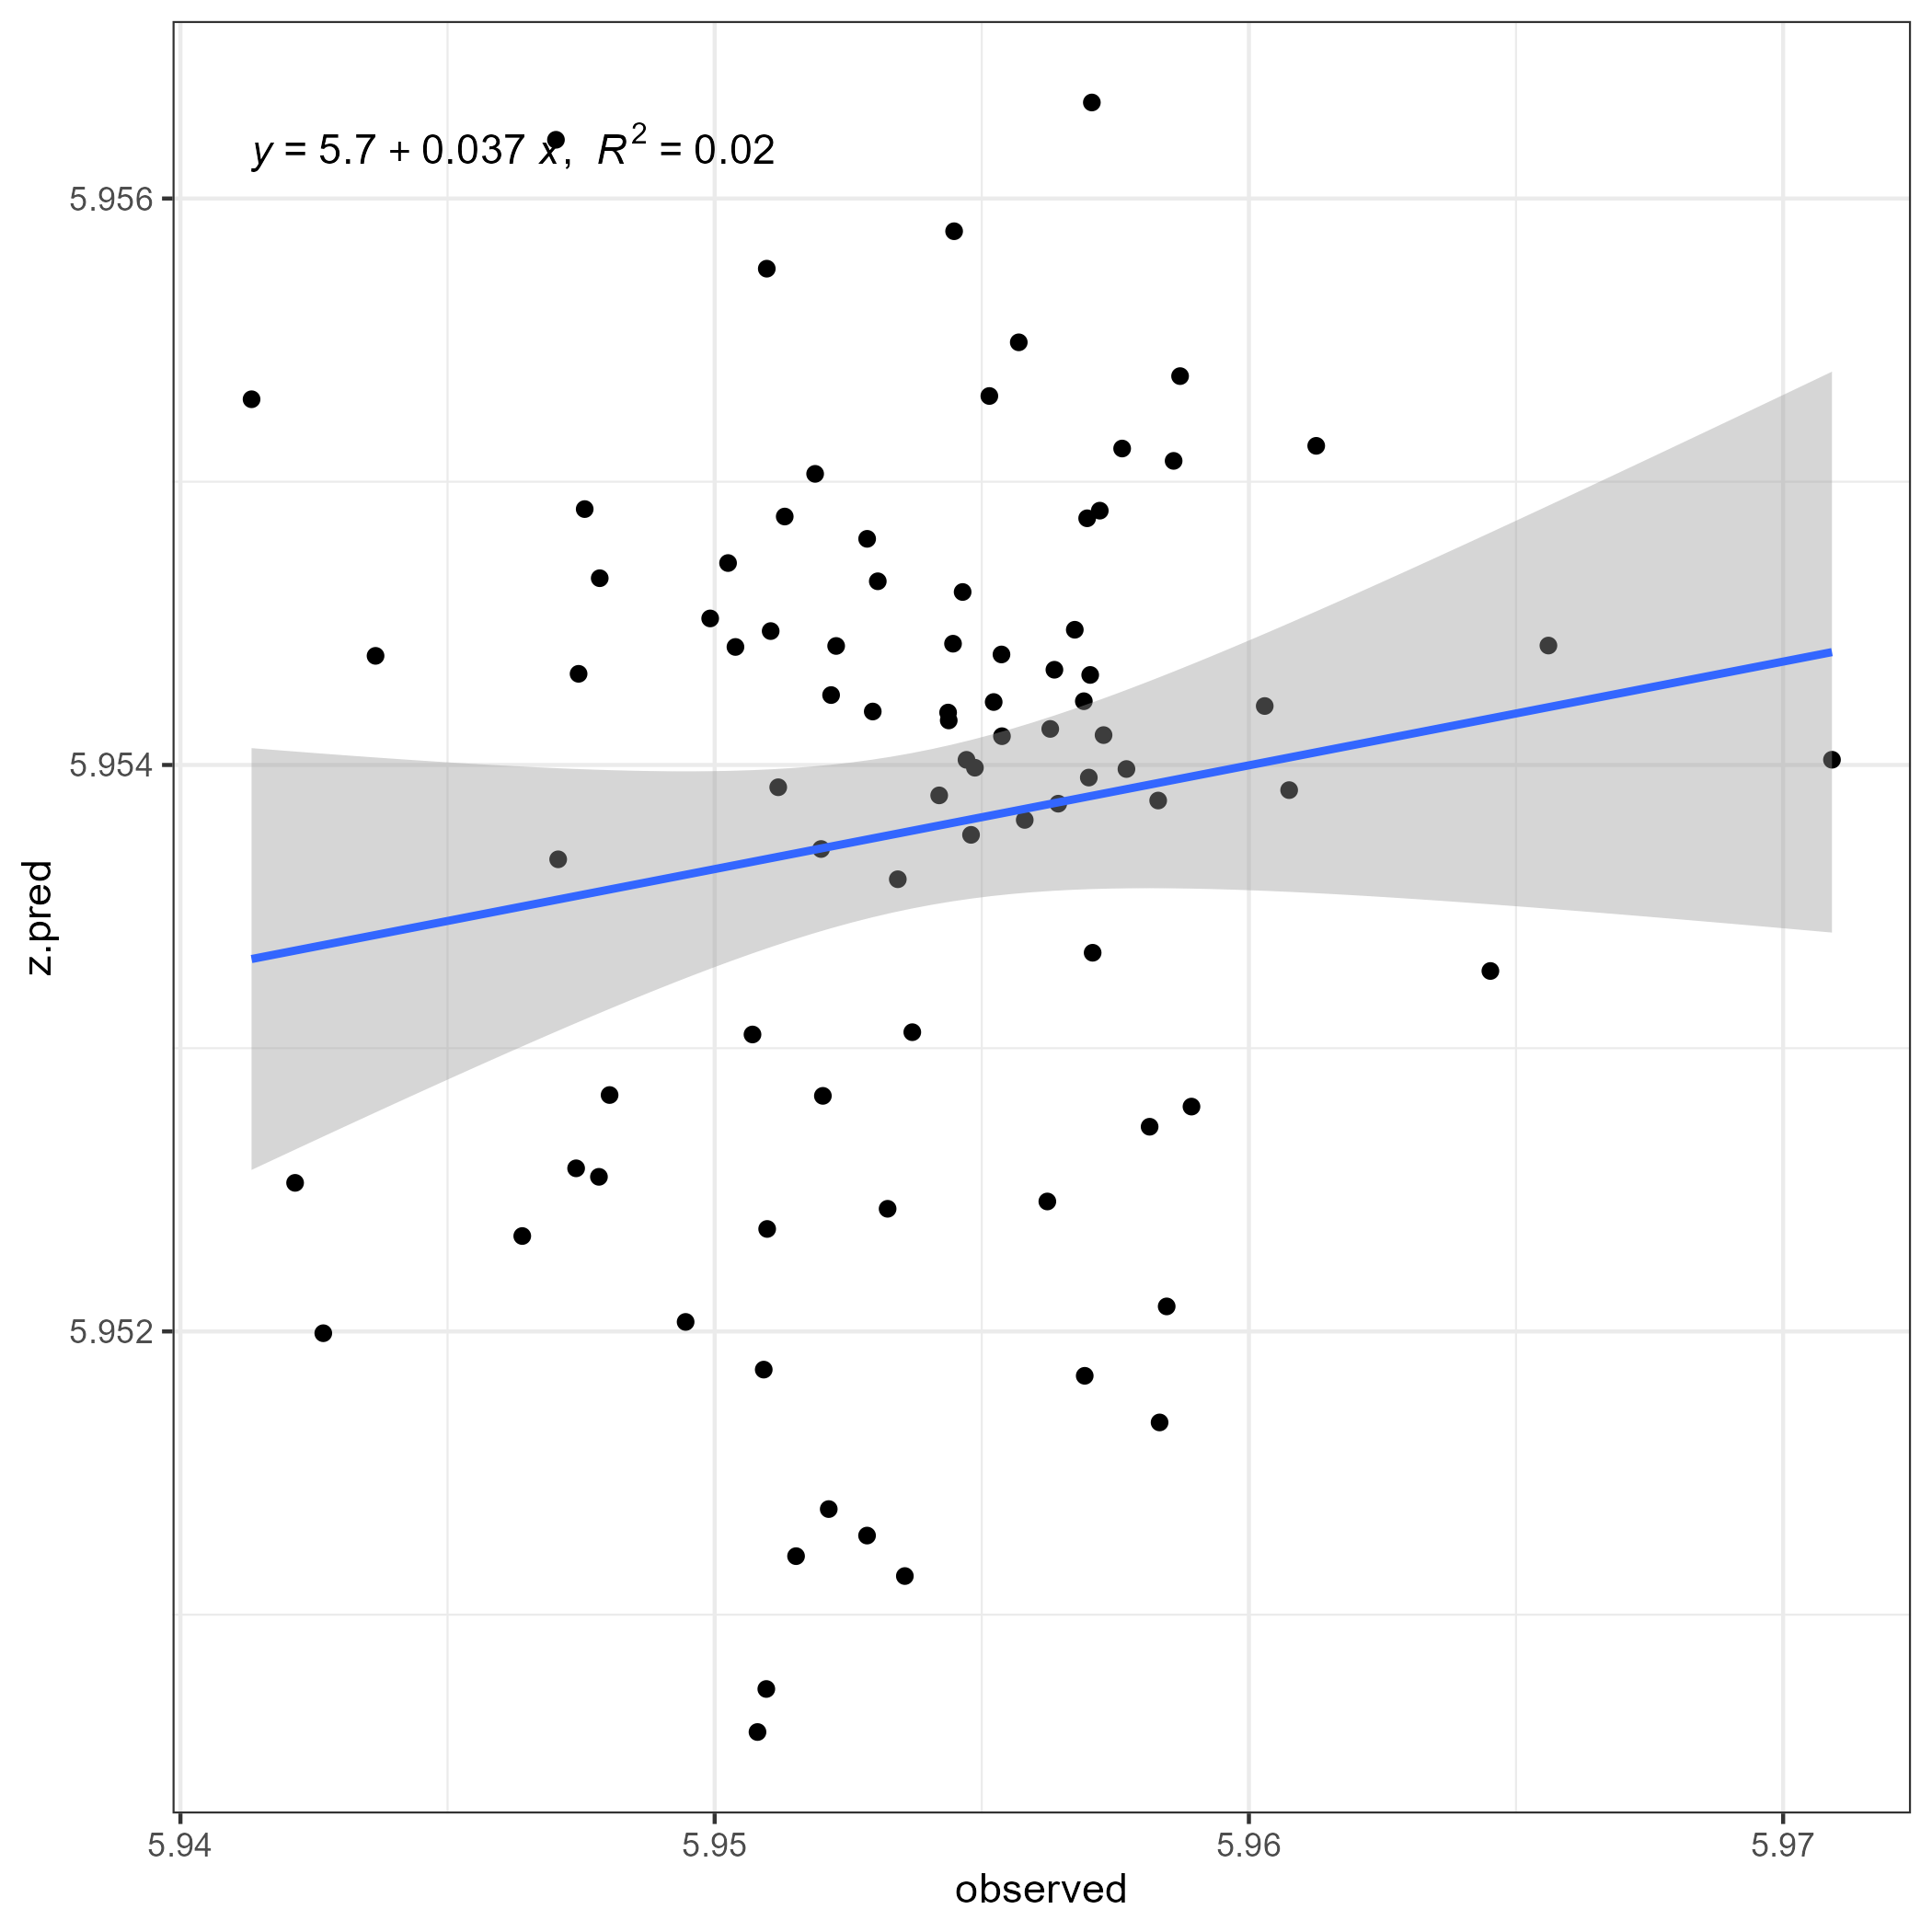 y = 5.7 + 0.037 x, R² = 0.02
5.956
5.954
5.952
z.pred
5.94 5.95 5.96 5.97
observed